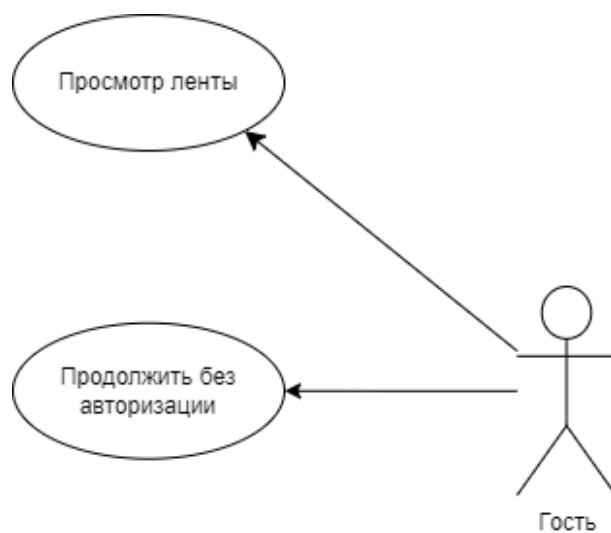 Просмотр ленты
Продолжить без
авторизации
Гость